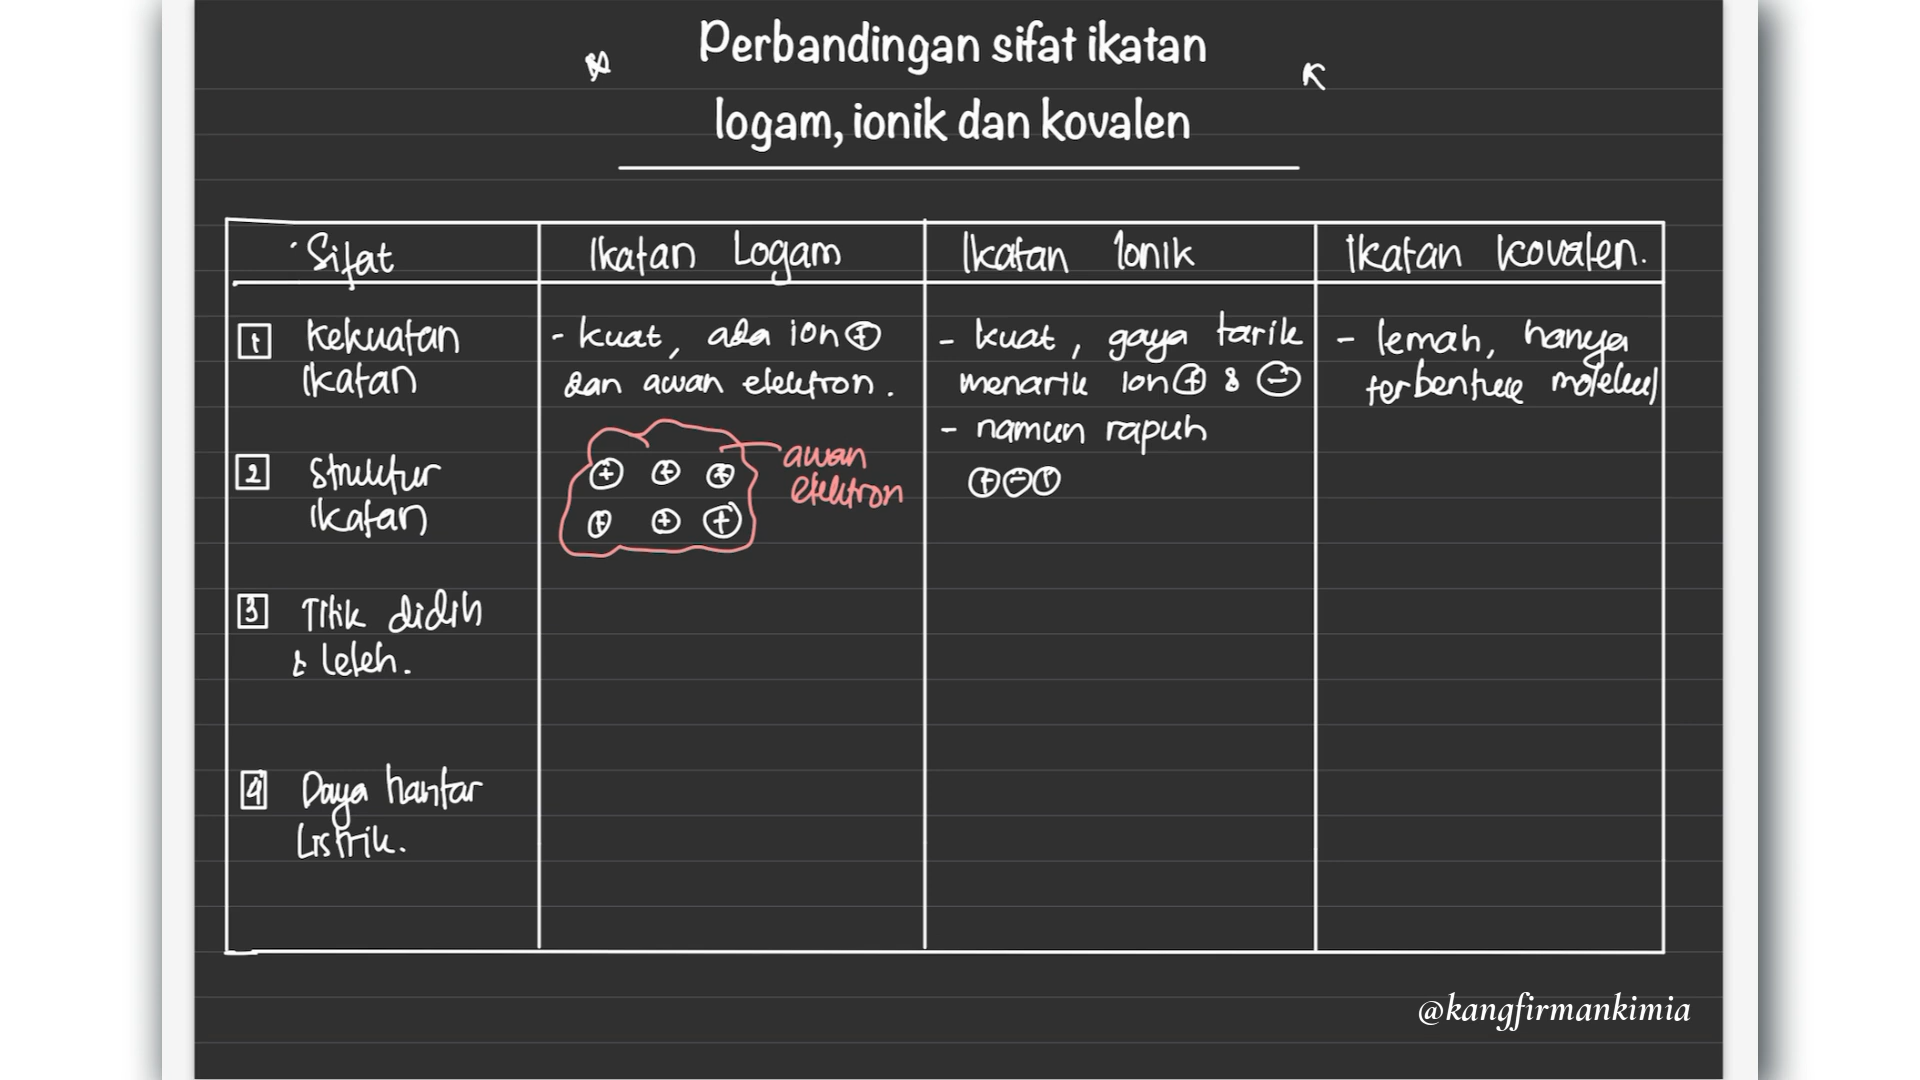 Perbandingan sifat ikatan
logam, ionik dan kovalen
Sifat
Ikatan Logam
Ikatan Ionik
Ikatan Kovalen.
1 Kekuatan
Ikatan
- kuat, ada ion +
dan awan elektron.
- kuat, gaya tarik
menarik Ion + & -
- namun rapuh
- lemah, hanya
terbentuk molekul
2 Struktur
Ikatan
+ + +
+ + +
awan
elektron
+ - +
3 Titik didih
& leleh.
4 Daya hantar
Listrik.
@kangfirmankimia